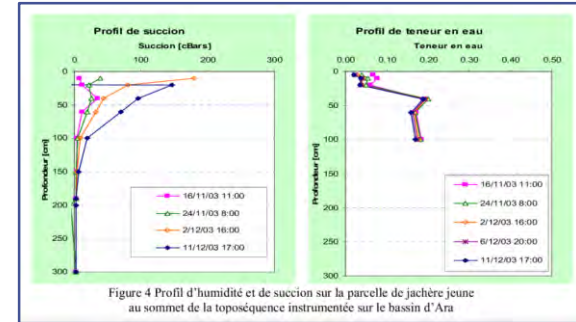 Profil de succion
Succion [cBars]
0 100 200 300
0
50
100
150
200
250
300
Profondeur [cm]
16/11/03 11:00
24/11/03 8:00
2/12/03 16:00
11/12/03 17:00
Profil de teneur en eau
Teneur en eau
0.00 0.10 0.20 0.30 0.40 0.50
0
50
100
150
200
250
300
Profondeur [cm]
16/11/03 11:00
24/11/03 8:00
2/12/03 16:00
6/12/03 20:00
11/12/03 17:00
Figure 4 Profil d'humidité et de succion sur la parcelle de jachère jeune
au sommet de la toposéquence instrumentée sur le bassin d'Ara